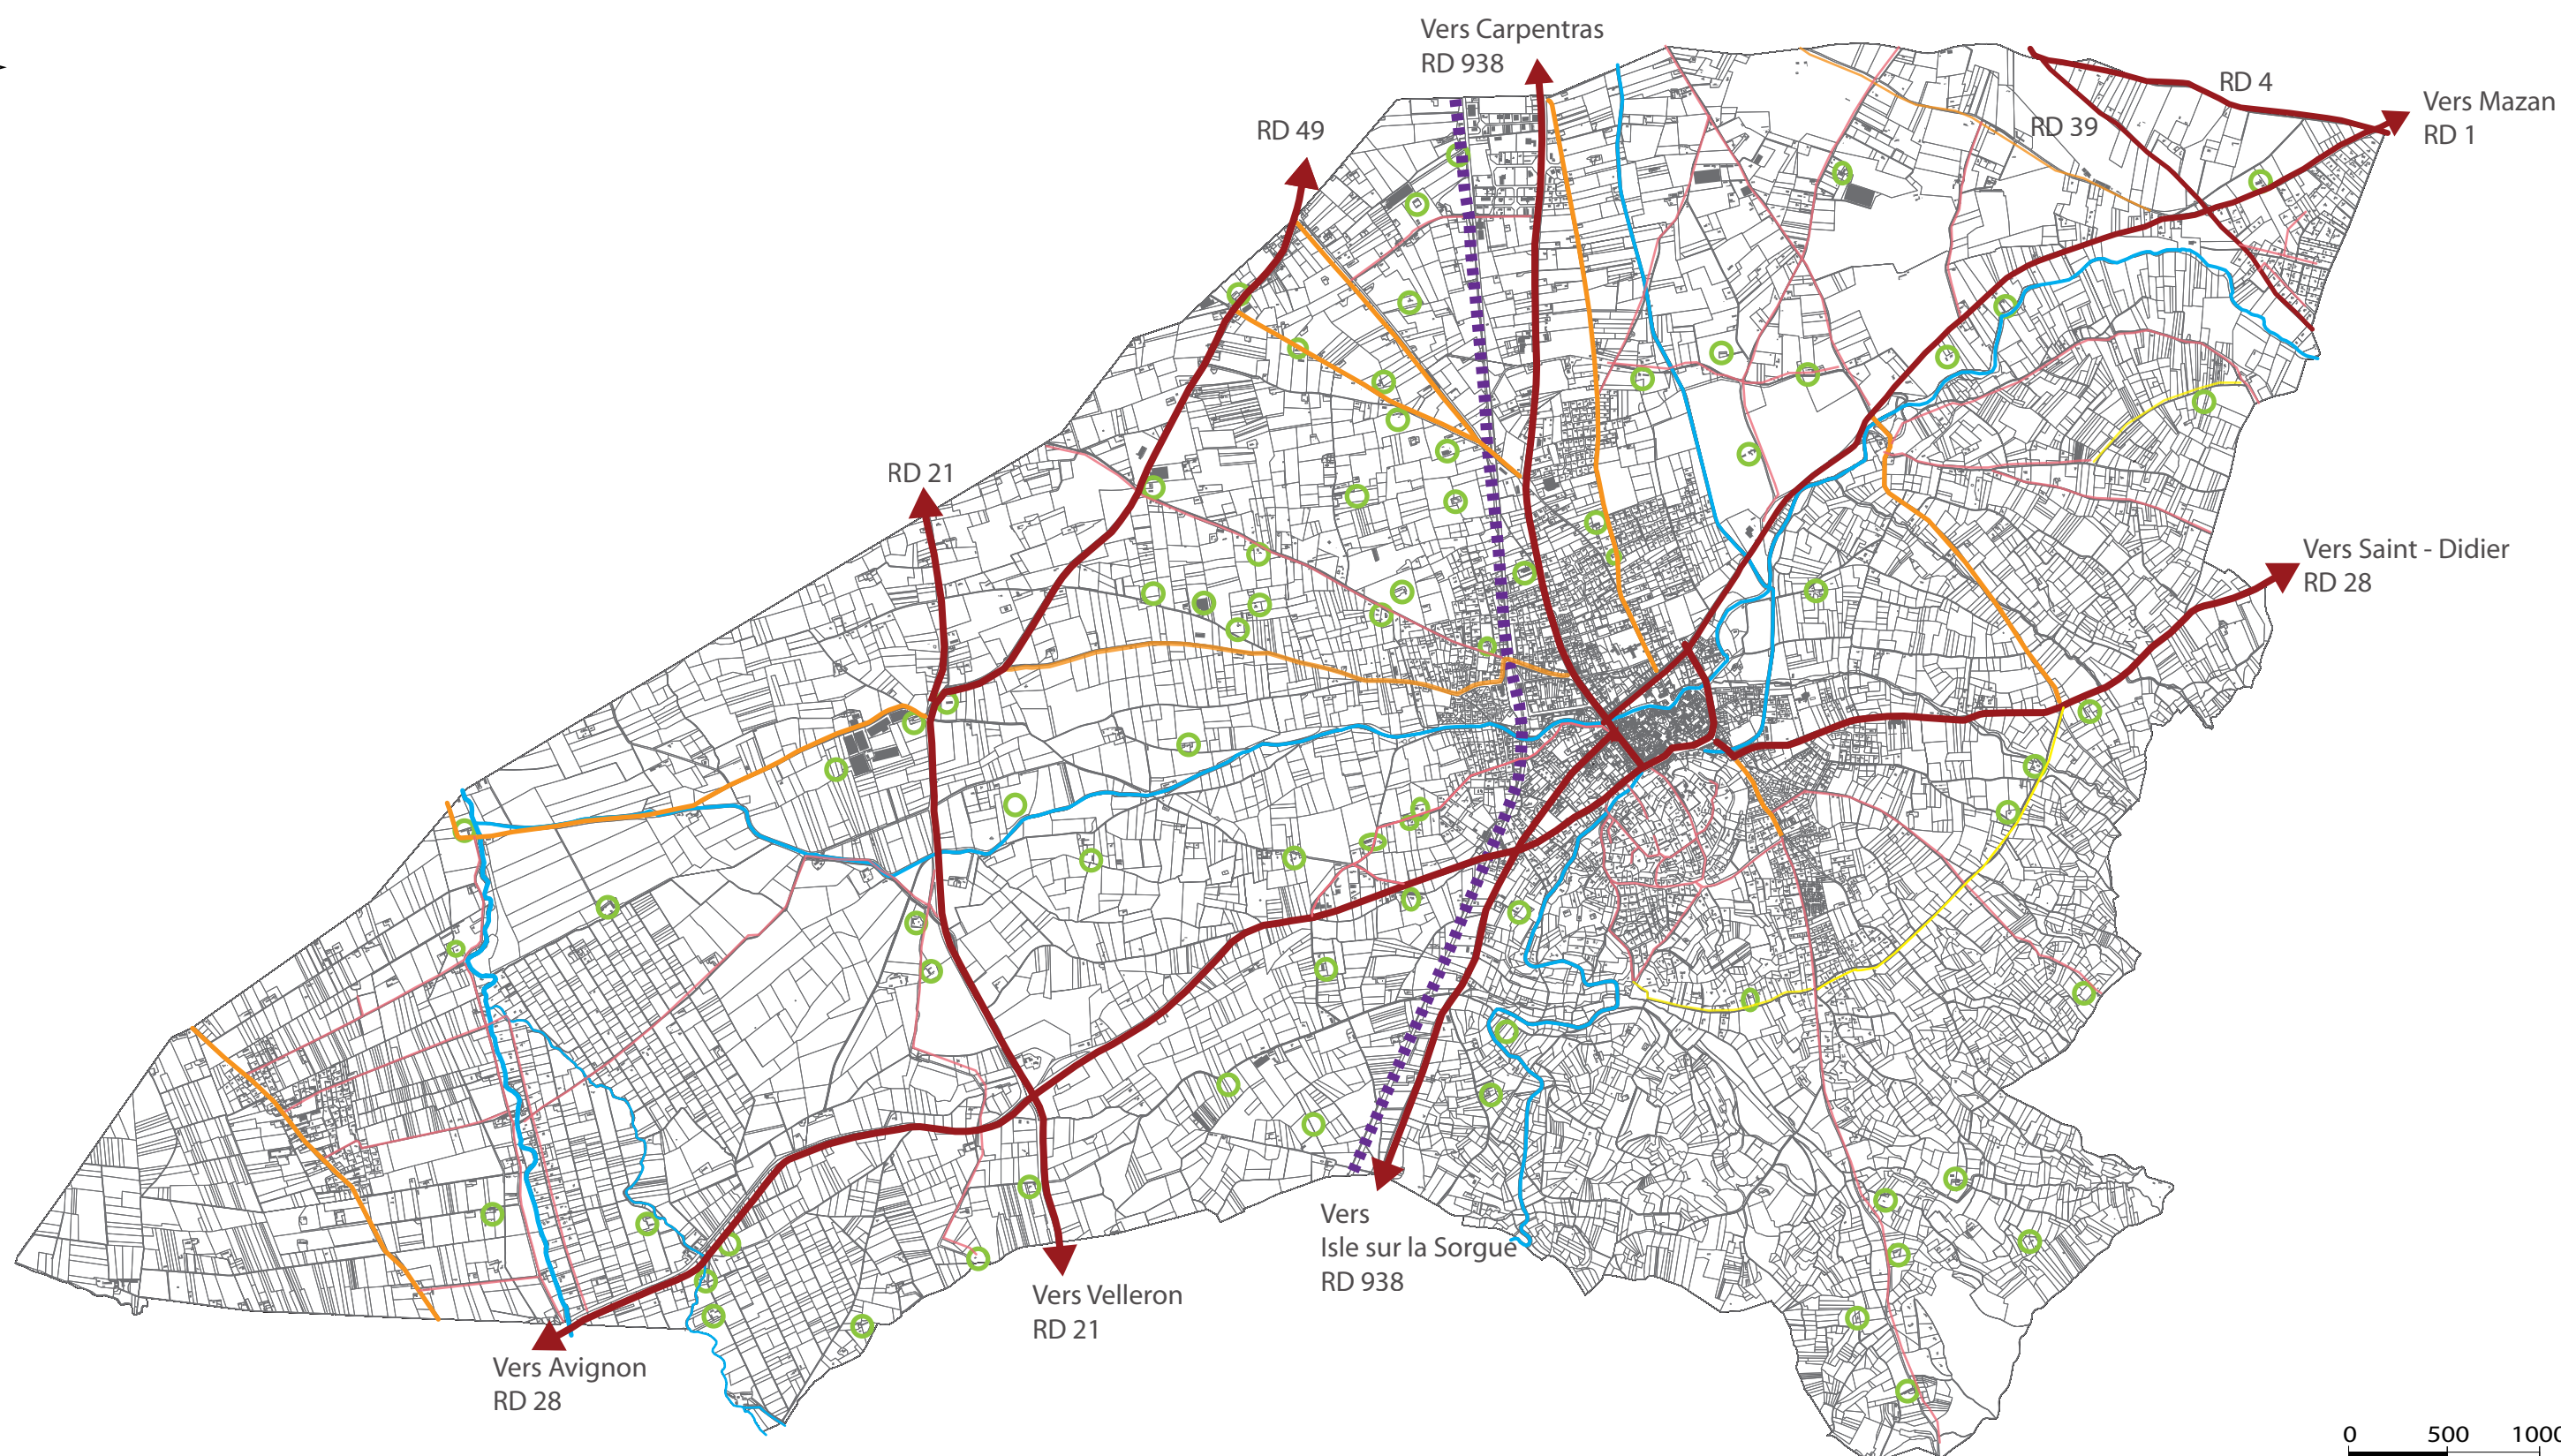 Vers Carpentras
RD 938
RD 4
Vers Mazan
RD 1
RD 49
RD 39
RD 21
Vers Saint - Didier
RD 28
Vers
Isle sur la Sorgue
RD 938
Vers Velleron
RD 21
Vers Avignon
RD 28
0 500 1000